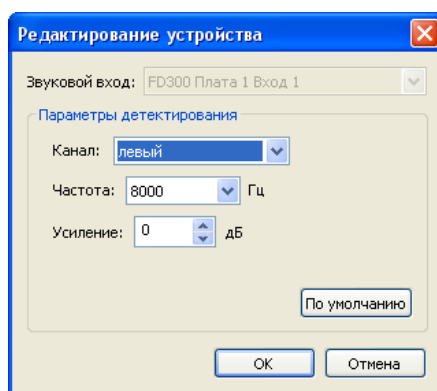 Редактирование устройства
Звуковой вход: FD300 Плата 1 Вход 1
Параметры детектирования
Канал: левый
Частота: 8000 Гц
Усиление: 0 дБ
По умолчанию
OK Отмена